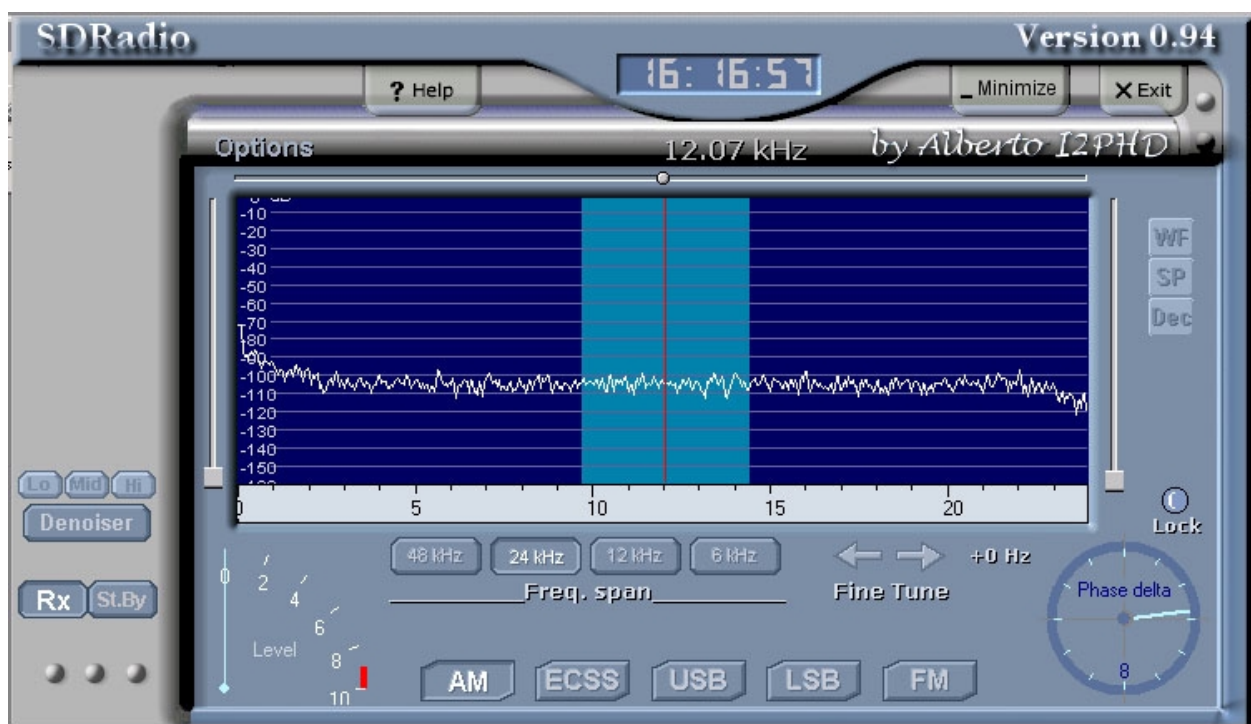 SDRadio
Version 0.94
16: 16:57
? Help
_ Minimize
X Exit
Options
12.07 kHz
by Alberto I2PHD
-10
-20
-30
-40
-50
-60
-70
-80
-90
-100
-110
-120
-130
-140
-150
0
5
10
15
20
WF
SP
Dec
Lo Mid Hi
Denoiser
Lock
48 kHz 24 kHz 12 kHz 6 kHz
+0 Hz
Freq. span
Fine Tune
Rx St.By
0
2
4
6
8
10
Level
Phase delta
8
AM ECSS USB LSB FM